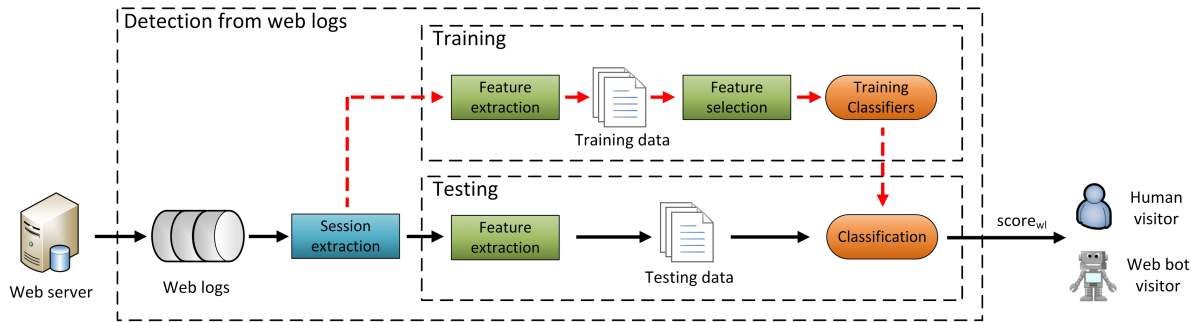 Detection from web logs
Training
Feature
extraction
Training data
Feature
selection
Training
Classifiers
Testing
Web server
Web logs
Session
extraction
Feature
extraction
Testing data
Classification
score_wl
Human
visitor
Web bot
visitor